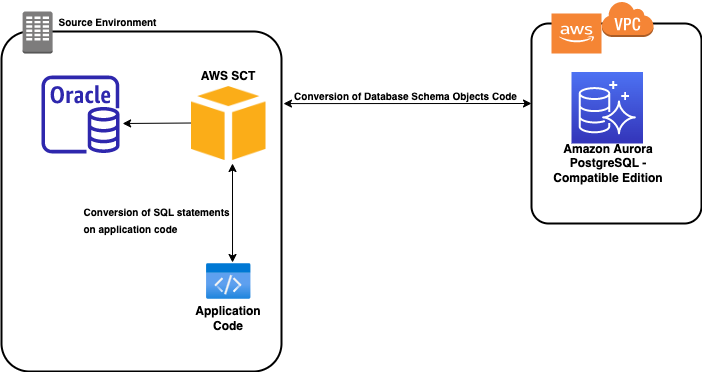 Source Environment
aws
VPC
AWS SCT
Oracle
Conversion of Database Schema Objects Code
Amazon Aurora
PostgreSQL -
Compatible Edition
Conversion of SQL statements
on application code
</>
Application
Code